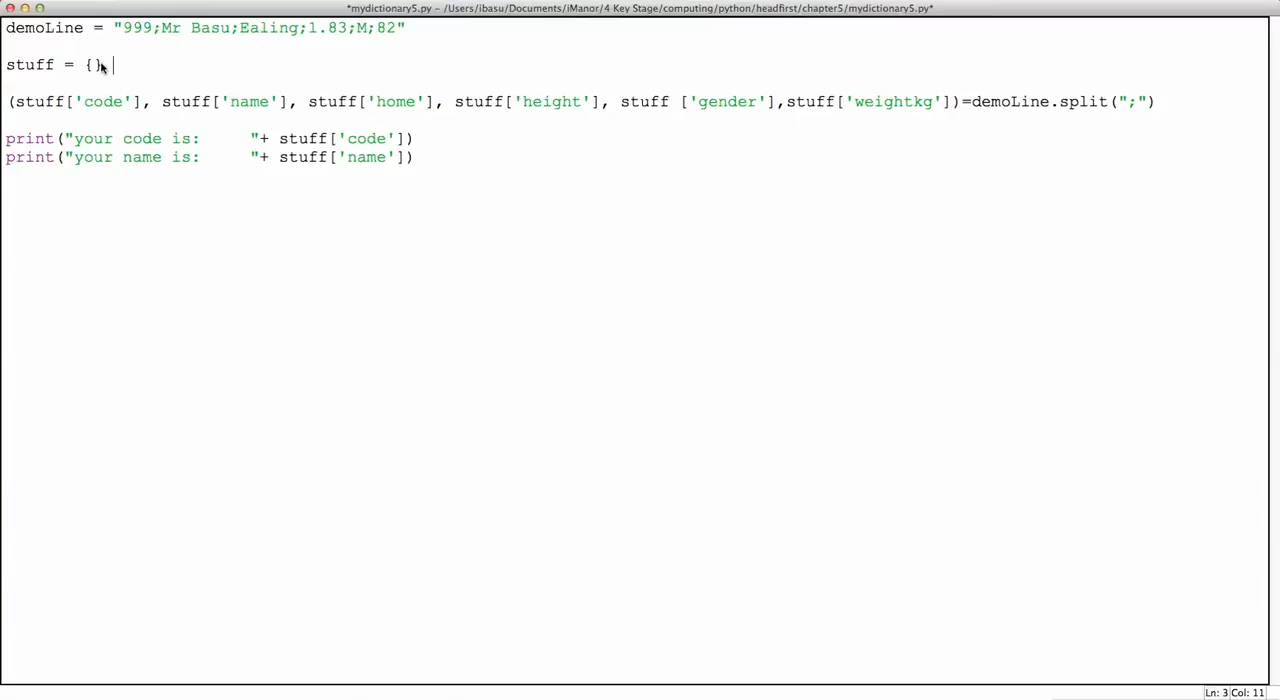 *mydictionary5.py – /Users/ibasu/Documents/iManor/4 Key Stage/computing/python/headfirst/chapter5/mydictionary5.py*
demoLine = "999;Mr Basu;Ealing;1.83;M;82"
stuff = {}
(stuff['code'], stuff['name'], stuff['home'], stuff['height'], stuff ['gender'],stuff['weightkg'])=demoLine.split(";")
print("your code is:     "+ stuff['code'])
print("your name is:     "+ stuff['name'])
Ln: 3 Col: 11